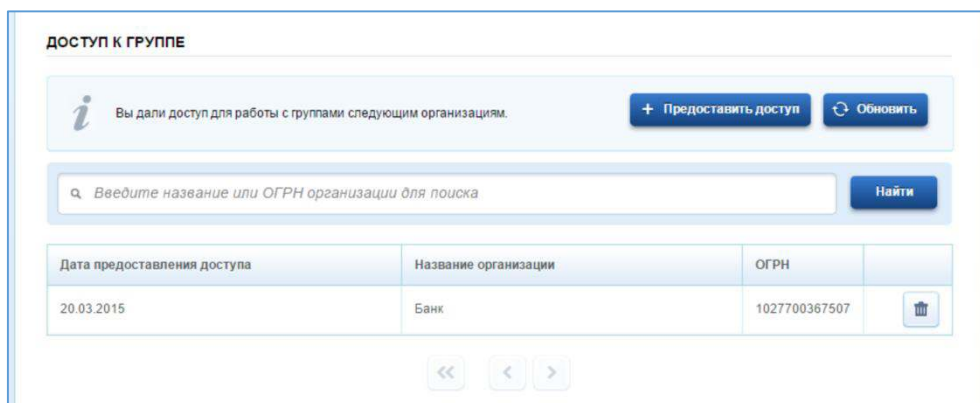 ДОСТУП К ГРУППЕ
Вы дали доступ для работы с группами следующим организациям.
+ Предоставить доступ
Обновить
Введите название или ОГРН организации для поиска
Найти
Дата предоставления доступа Название организации ОГРН
20.03.2015 Банк 1027700367507